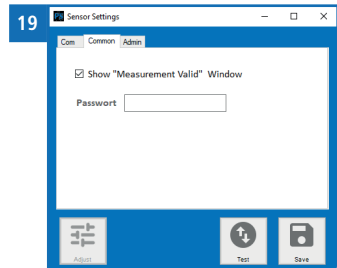 19
Sensor Settings
Com Common Admin
Show "Measurement Valid" Window
Passwort
Adjust
Test
Save